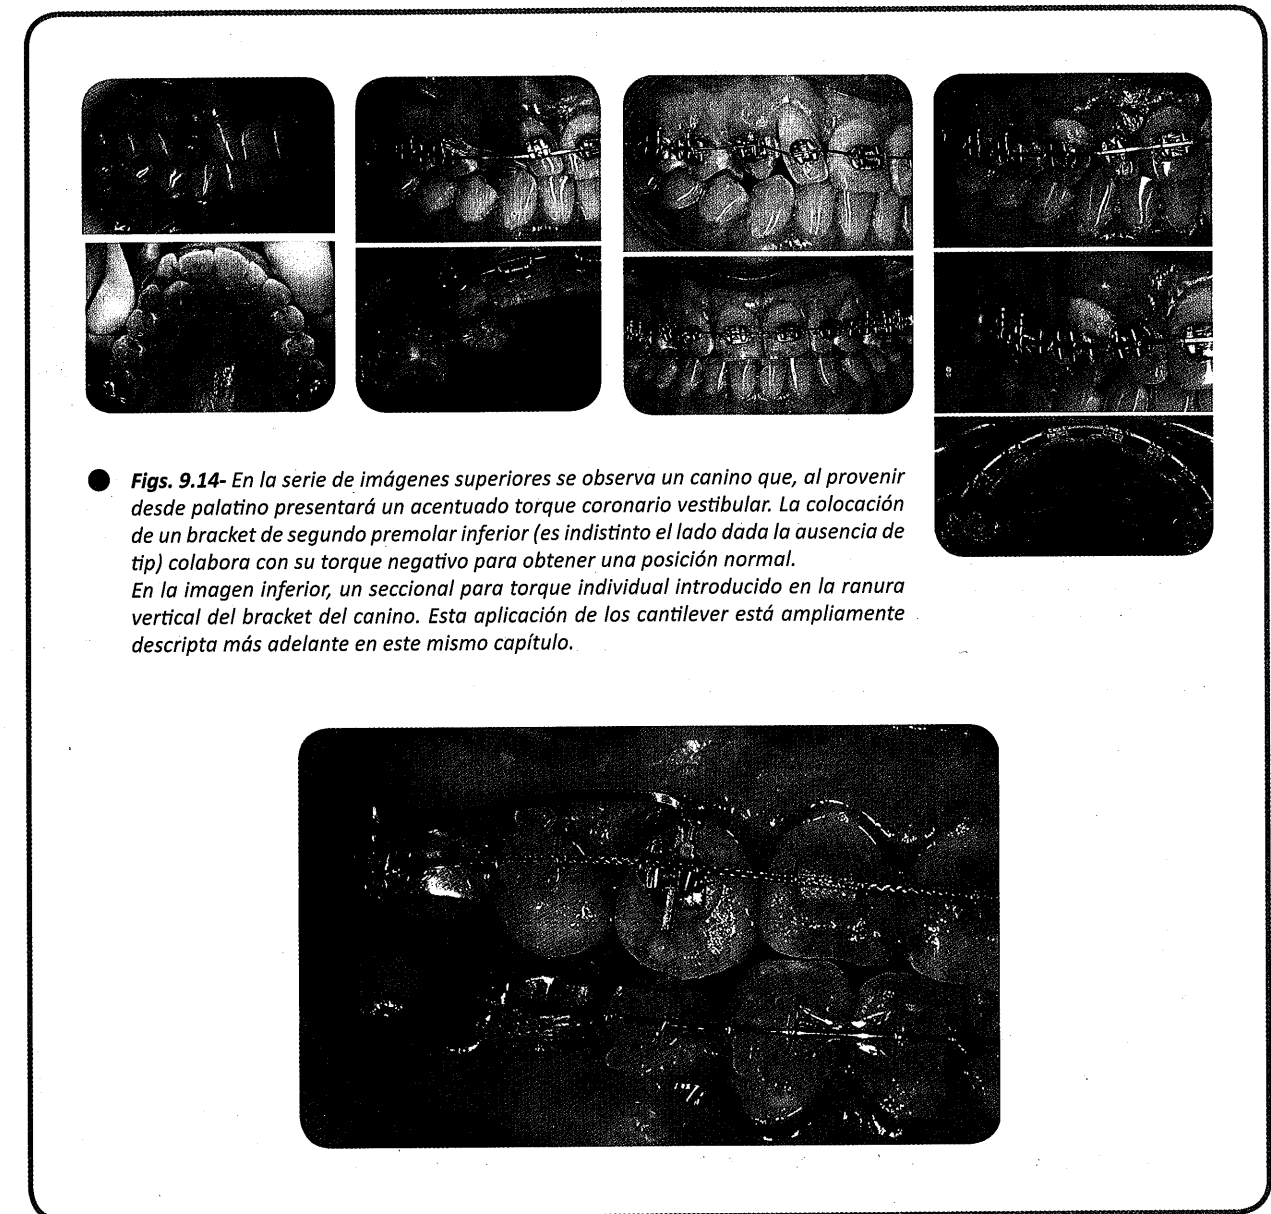 Figs. 9.14- En la serie de imágenes superiores se observa un canino que, al provenir
desde palatino presentará un acentuado torque coronario vestibular. La colocación
de un bracket de segundo premolar inferior (es indistinto el lado dada la ausencia de
tip) colabora con su torque negativo para obtener una posición normal.
En la imagen inferior, un seccional para torque individual introducido en la ranura
vertical del bracket del canino. Esta aplicación de los cantilever está ampliamente
descripta más adelante en este mismo capítulo.